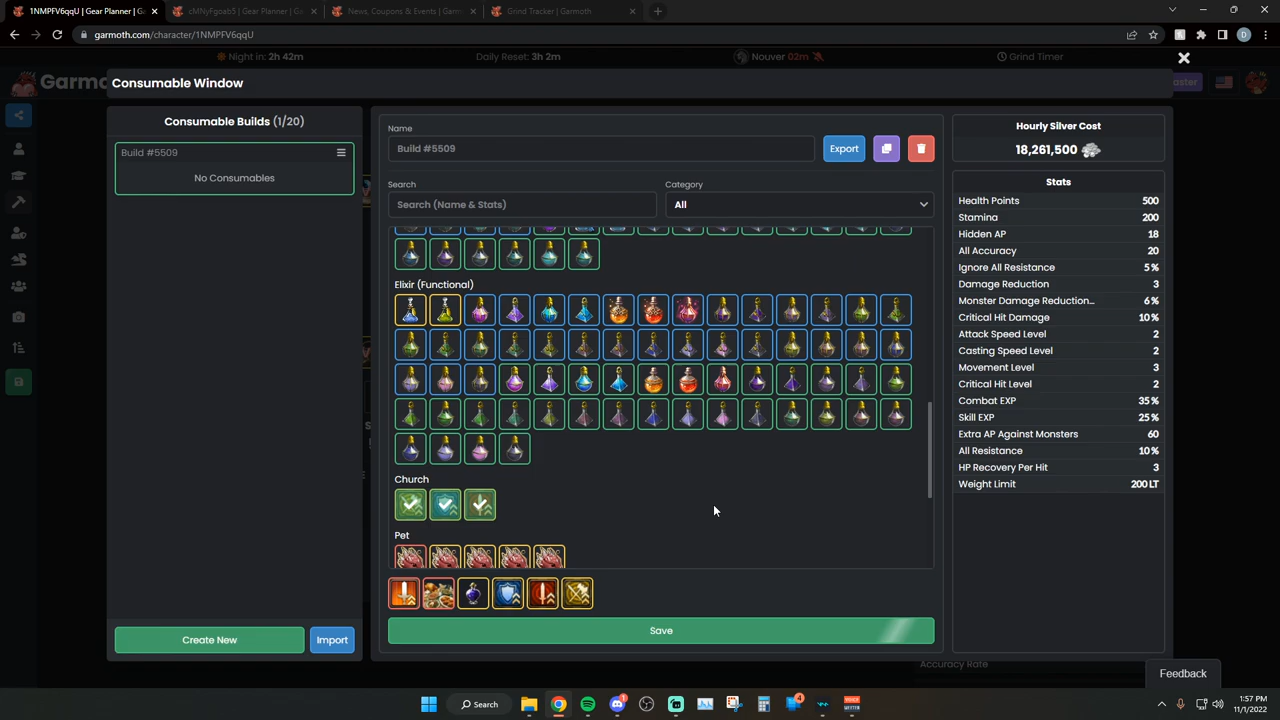 1NMPFV6qqU | Gear Planner | Ga
cMNyFgoab5 | Gear Planner | G
News, Coupons & Events | Garm
Grind Tracker | Garmoth
garmoth.com/character/1NMPFV6qqU
D
Night in: 2h 42m
Daily Reset: 3h 2m
Nouver 02m
Grind Timer
Garmo
aster
Consumable Window
Consumable Builds (1/20)
Build #5509
No Consumables
Create New
Import
Name
Build #5509
Export
Search
Search (Name & Stats)
Category
All
Elixir (Functional)
Church
Pet
Save
Hourly Silver Cost
18,261,500
Stats
Health Points 500
Stamina 200
Hidden AP 18
All Accuracy 20
Ignore All Resistance 5 %
Damage Reduction 3
Monster Damage Reduction... 6 %
Critical Hit Damage 10%
Attack Speed Level 2
Casting Speed Level 2
Movement Level 3
Critical Hit Level 2
Combat EXP 35%
Skill EXP 25%
Extra AP Against Monsters 60
All Resistance 10 %
HP Recovery Per Hit 3
Weight Limit 200 LT
Accuracy Rate
Feedback
Search
1
4
1:57 PM
11/1/2022